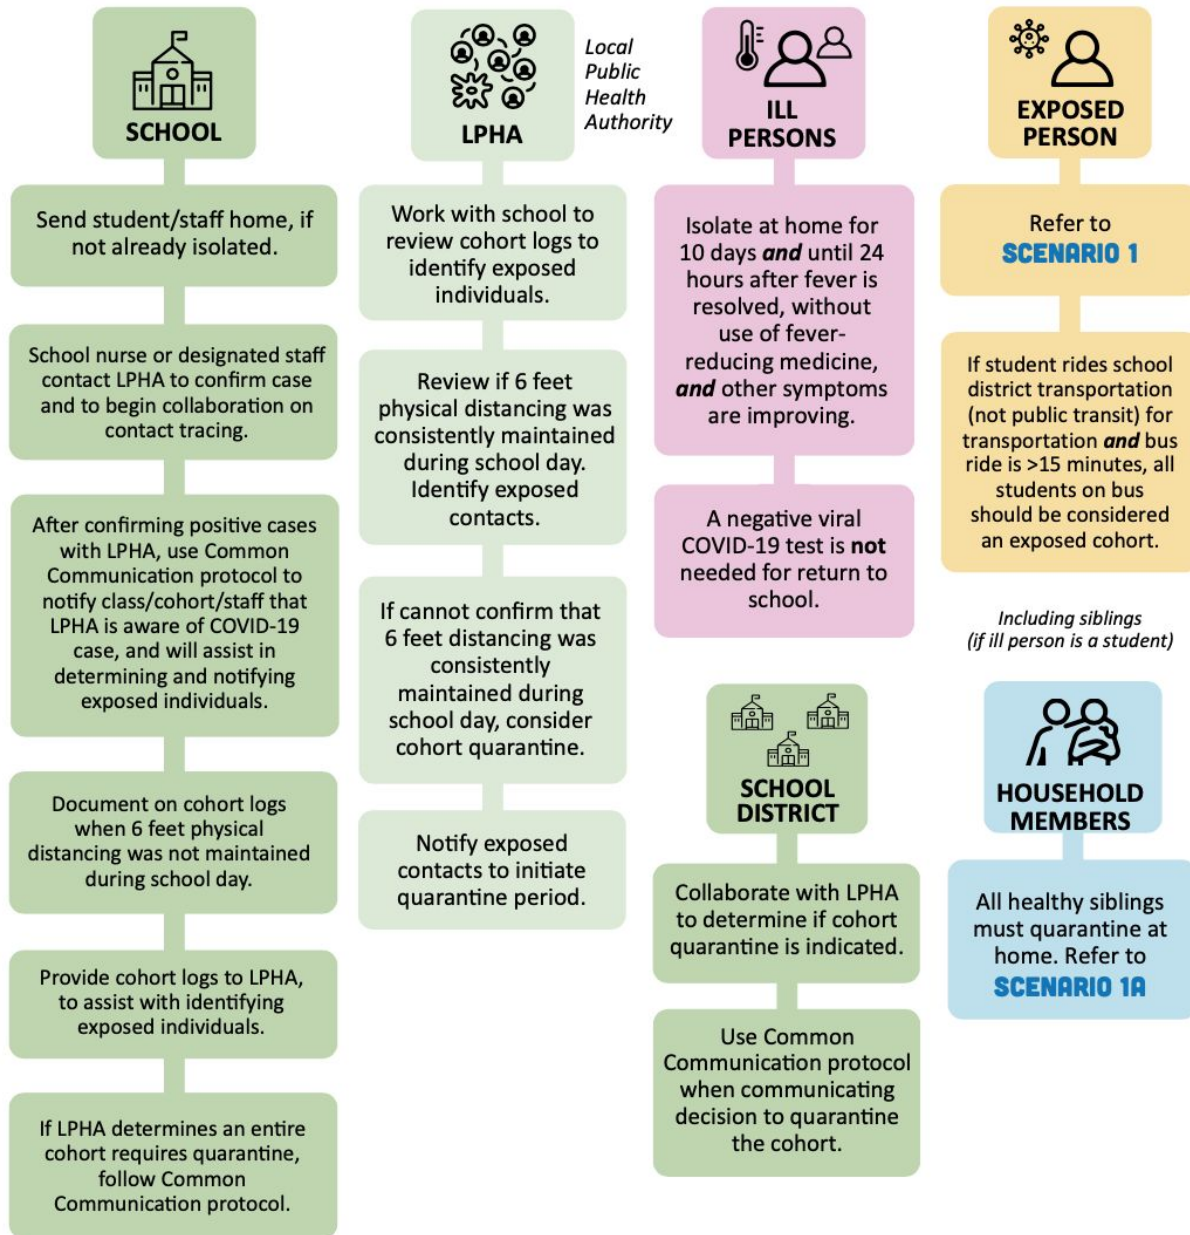 SCHOOL
Send student/staff home, if
not already isolated.
School nurse or designated staff
contact LPHA to confirm case
and to begin collaboration on
contact tracing.
After confirming positive cases
with LPHA, use Common
Communication protocol to
notify class/cohort/staff that
LPHA is aware of COVID-19
case, and will assist in
determining and notifying
exposed individuals.
Document on cohort logs
when 6 feet physical
distancing was not maintained
during school day.
Provide cohort logs to LPHA,
to assist with identifying
exposed individuals.
If LPHA determines an entire
cohort requires quarantine,
follow Common
Communication protocol.
LPHA
Local
Public
Health
Authority
Work with school to
review cohort logs to
identify exposed
individuals.
Review if 6 feet
physical distancing was
consistently maintained
during school day.
Identify exposed
contacts.
If cannot confirm that
6 feet distancing was
consistently
maintained during
school day, consider
cohort quarantine.
Notify exposed
contacts to initiate
quarantine period.
ILL
PERSONS
Isolate at home for
10 days and until 24
hours after fever is
resolved, without
use of fever-
reducing medicine,
and other symptoms
are improving.
A negative viral
COVID-19 test is not
needed for return to
school.
EXPOSED
PERSON
Refer to
SCENARIO 1
If student rides school
district transportation
(not public transit) for
transportation and bus
ride is >15 minutes, all
students on bus
should be considered
an exposed cohort.
SCHOOL
DISTRICT
Collaborate with LPHA
to determine if cohort
quarantine is indicated.
Use Common
Communication protocol
when communicating
decision to quarantine
the cohort.
Including siblings
(if ill person is a student)
HOUSEHOLD
MEMBERS
All healthy siblings
must quarantine at
home. Refer to
SCENARIO 1A